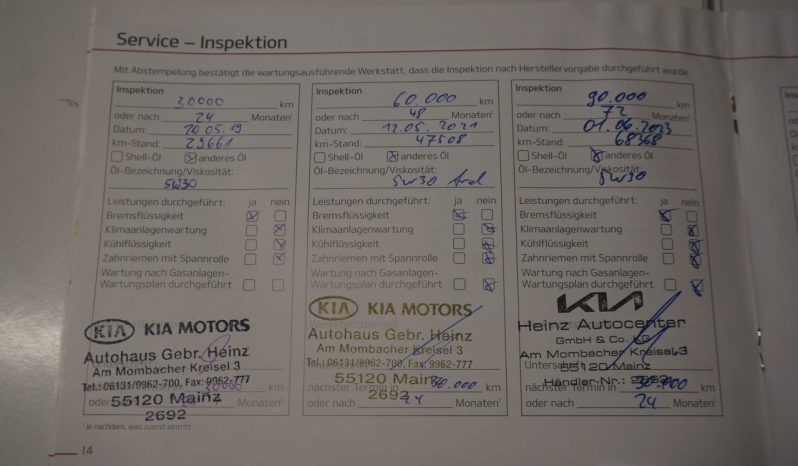 Service – Inspektion
Mit Abstempelung bestätigt die wartungsausführende Werkstatt, dass die Inspektion nach Herstellervorgabe durchgeführt wurde.
Inspektion
30000 km
oder nach 24 Monaten¹
Datum: 20.05.19
km-Stand: 29661
Shell-Öl anderes Öl
Öl-Bezeichnung/Viskosität:
5W30
Leistungen durchgeführt: ja nein
Bremsflüssigkeit
Klimaanlagenwartung
Kühlflüssigkeit
Zahnriemen mit Spannrolle
Wartung nach Gasanlagen-
Wartungsplan durchgeführt
KIA KIA MOTORS
Autohaus Gebr. Heinz
Am Mombacher Kreisel 3
Tel.: 06131/9962-700, Fax: 9962-777
55120 Mainz
2692
km
oder Monaten¹
¹Je nachdem, was zuerst eintritt.
Inspektion
60.000 km
oder nach 48 Monaten¹
Datum: 12.05.2021
km-Stand: 47508
Shell-Öl anderes Öl
Öl-Bezeichnung/Viskosität:
5W30
Leistungen durchgeführt: ja nein
Bremsflüssigkeit
Klimaanlagenwartung
Kühlflüssigkeit
Zahnriemen mit Spannrolle
Wartung nach Gasanlagen-
Wartungsplan durchgeführt
KIA KIA MOTORS
Autohaus Gebr. Heinz
Am Mombacher Kreisel 3
06131/9962-700, Fax: 9962-777
55120 Mainz
nächster Termin in km
2692
oder nach 24 Monaten¹
Inspektion
90.000 km
oder nach 72 Monaten¹
Datum: 01.06.2023
km-Stand: 68368
Shell-Öl anderes Öl
Öl-Bezeichnung/Viskosität:
5W30
Leistungen durchgeführt: ja nein
Bremsflüssigkeit
Klimaanlagenwartung
Kühlflüssigkeit
Zahnriemen mit Spannrolle
Wartung nach Gasanlagen-
Wartungsplan durchgeführt
KIA
Heinz Autocenter
GmbH & Co. KG
Am Mombacher Kreisel 3
55120 Mainz
Händler-Nr.:
nächster Termin in km
oder nach 24 Monaten¹
14